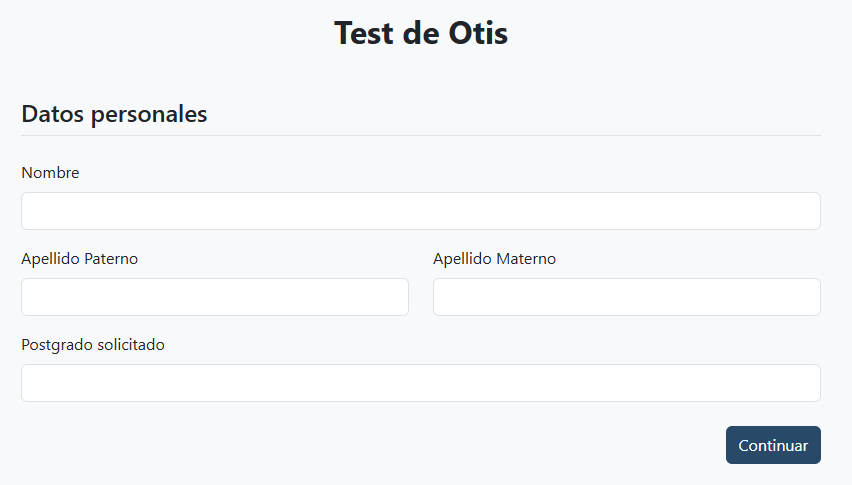 Test de Otis
Datos personales
Nombre
Apellido Paterno
Apellido Materno
Postgrado solicitado
Continuar